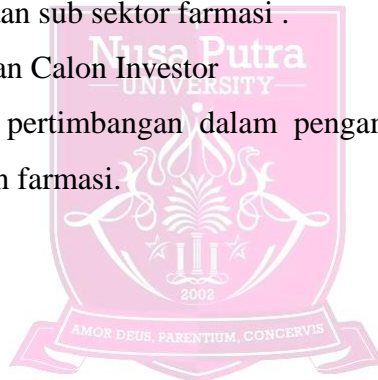 an sub sektor farmasi .
an Calon Investor
pertimbangan dalam pengan
farmasi.
Nusa Putra
UNIVERSITY
2002
AMOR DEUS, PARENTIUM, CONCERVIS